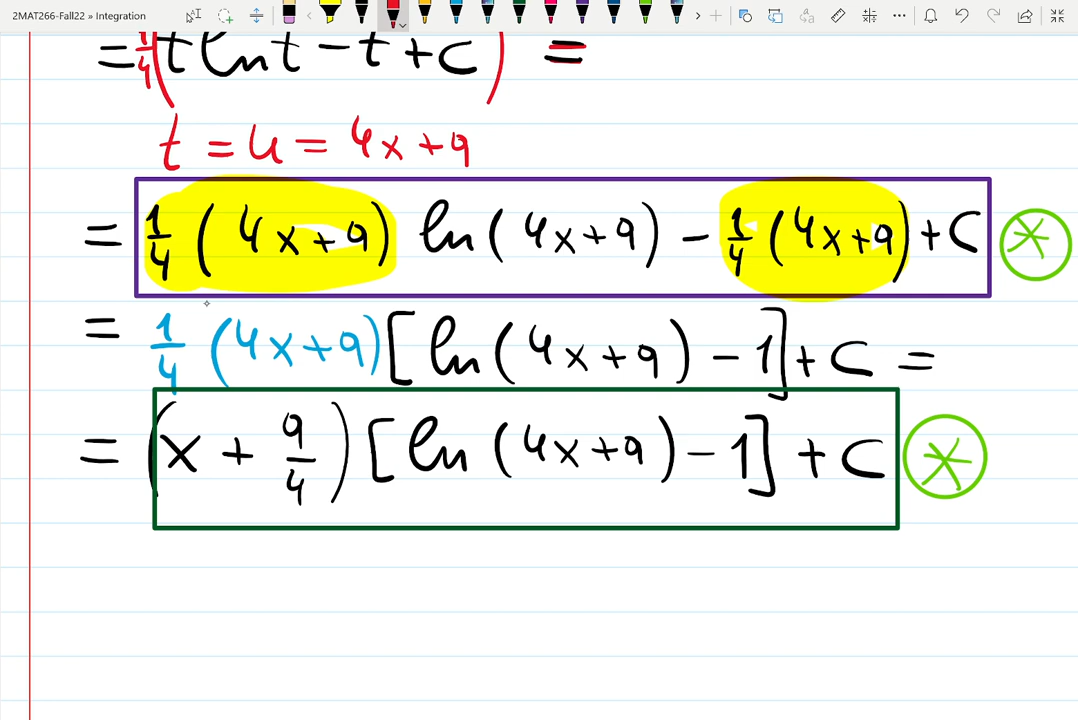 2MAT266-Fall22 » Integration
= 1/4 (t ln t - t + C) =
t = u = 4x + 9
= 1/4 (4x + 9) ln (4x + 9) - 1/4 (4x + 9) + C *
= 1/4 (4x + 9) [ln (4x + 9) - 1] + C =
= (x + 9/4) [ln (4x + 9) - 1] + C *